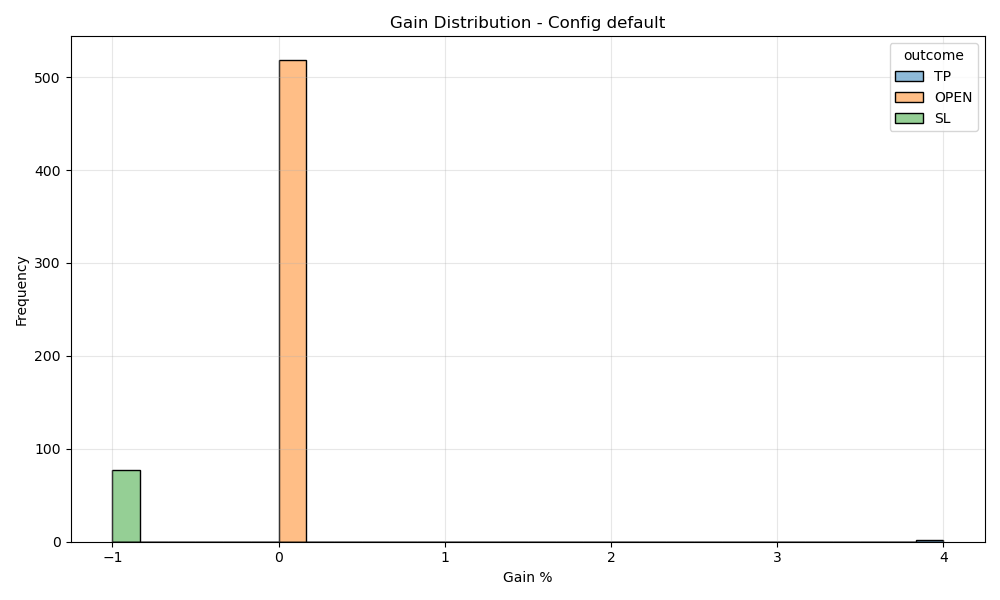 Gain Distribution - Config default
outcome
TP
OPEN
SL
Frequency
500
400
300
200
100
0
−1
0
1
2
3
4
Gain %